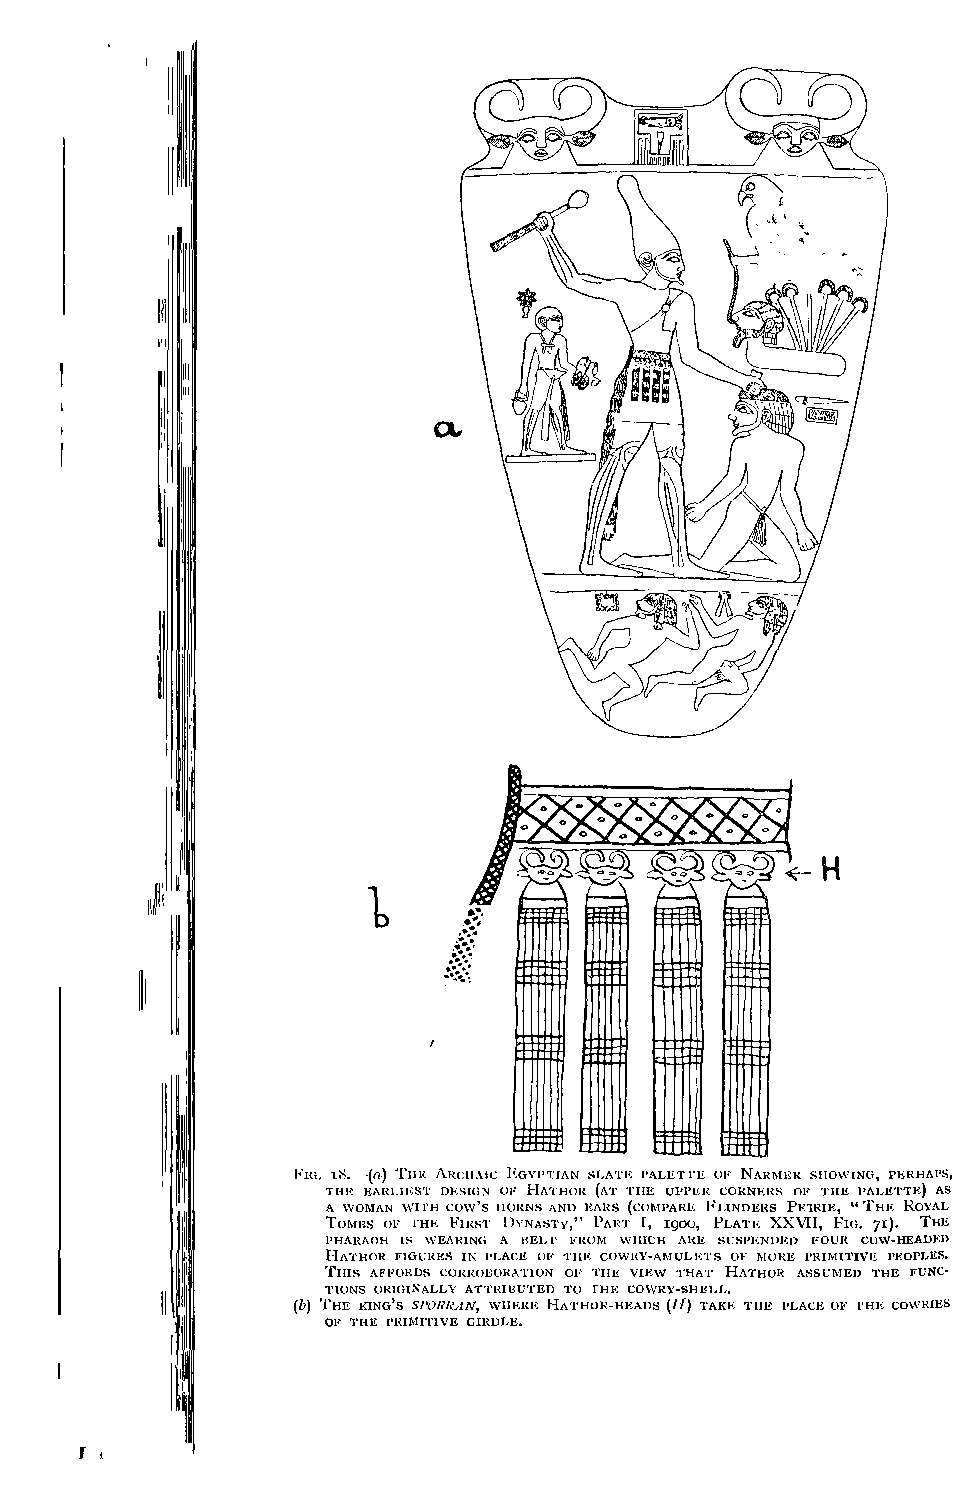 a
b
H
Fig. 18. (a) The Archaic Egyptian slate palette of Narmer showing, perhaps,
the earliest design of Hathor (at the upper corners of the palette) as
a woman with cow's horns and ears (compare Flinders Petrie, "The Royal
Tombs of the First Dynasty," Part I, 1900, Plate XXVII, Fig. 71). The
pharaoh is wearing a belt from which are suspended four cow-headed
Hathor figures in place of the cowry-amulets of more primitive peoples.
This affords corroboration of the view that Hathor assumed the func-
tions originally attributed to the cowry-shell.
(b) The king's sporran, where Hathor-heads (H) take the place of the cowries
of the primitive girdle.